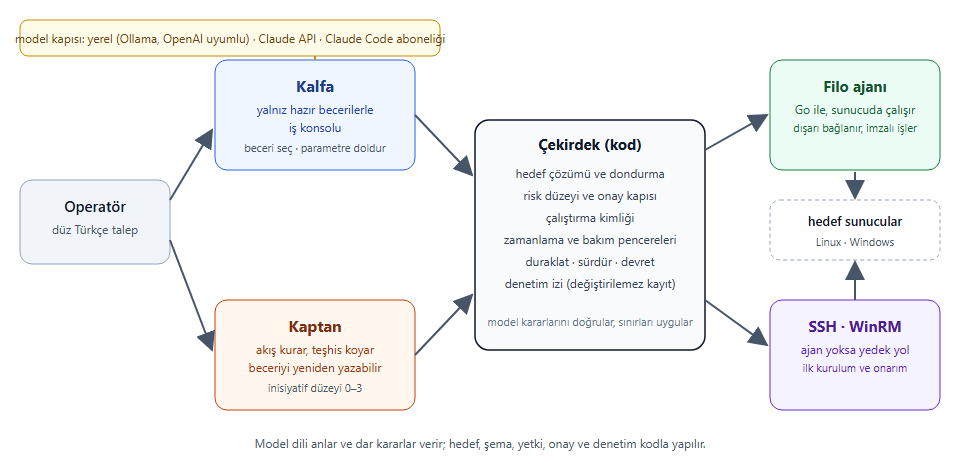 model kapısı: yerel (Ollama, OpenAI uyumlu) · Claude API · Claude Code aboneliği
Kalfa
yalnız hazır becerilerle
iş konsolu
beceri seç · parametre doldur
Operatör
düz Türkçe talep
Kaptan
akış kurar, teşhis koyar
beceriyi yeniden yazabilir
inisiyatif düzeyi 0–3
Çekirdek (kod)
hedef çözümü ve dondurma
risk düzeyi ve onay kapısı
çalıştırma kimliği
zamanlama ve bakım pencereleri
duraklat · sürdür · devret
denetim izi (değiştirilemez kayıt)
model kararlarını doğrular, sınırları uygular
Filo ajanı
Go ile, sunucuda çalışır
dışarı bağlanır, imzalı işler
hedef sunucular
Linux · Windows
SSH · WinRM
ajan yoksa yedek yol
ilk kurulum ve onarım
Model dili anlar ve dar kararlar verir; hedef, şema, yetki, onay ve denetim kodla yapılır.